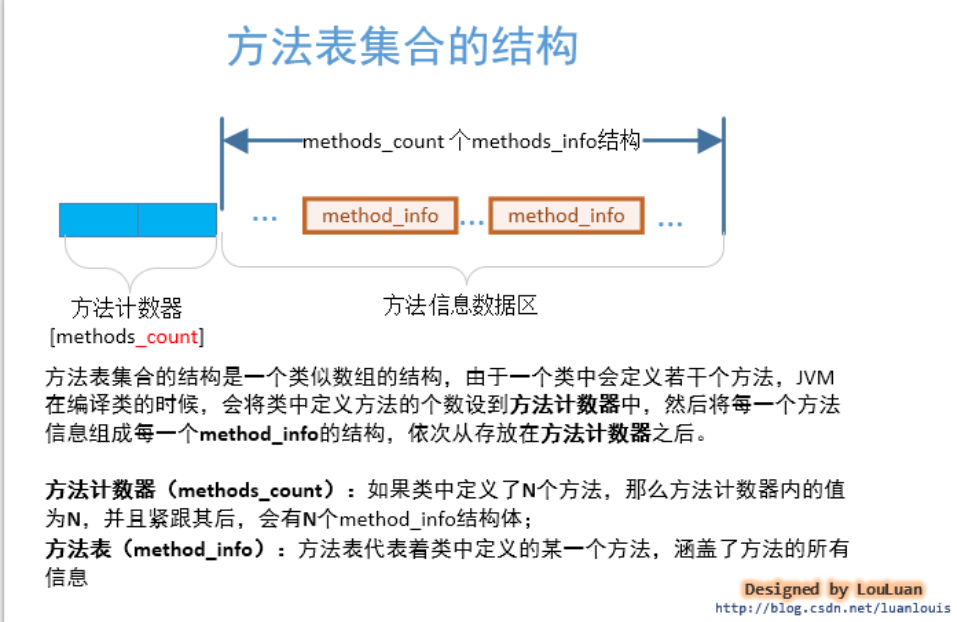 方法表集合的结构
methods_count 个methods_info结构
... method_info ... method_info ...
方法计数器
[methods_count]
方法信息数据区
方法表集合的结构是一个类似数组的结构，由于一个类中会定义若干个方法，JVM
在编译类的时候，会将类中定义方法的个数设到方法计数器中，然后将每一个方法
信息组成每一个method_info的结构，依次从存放在方法计数器之后。
方法计数器（methods_count）：如果类中定义了N个方法，那么方法计数器内的值
为N，并且紧跟其后，会有N个method_info结构体；
方法表（method_info）：方法表代表着类中定义的某一个方法，涵盖了方法的所有
信息
Designed by LouLuan
http://blog.csdn.net/luanlouis